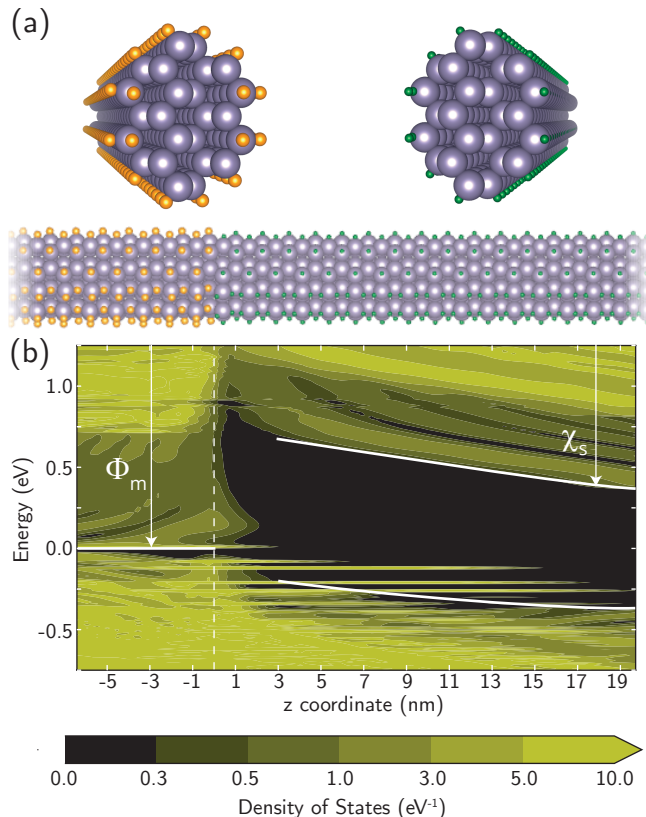 (a)
(b)
1.0
0.5
0.0
-0.5
Energy (eV)
Φm
χs
-5 -3 -1 1 3 5 7 9 11 13 15 17 19
z coordinate (nm)
0.0 0.3 0.5 1.0 3.0 5.0 10.0
Density of States (eV⁻¹)